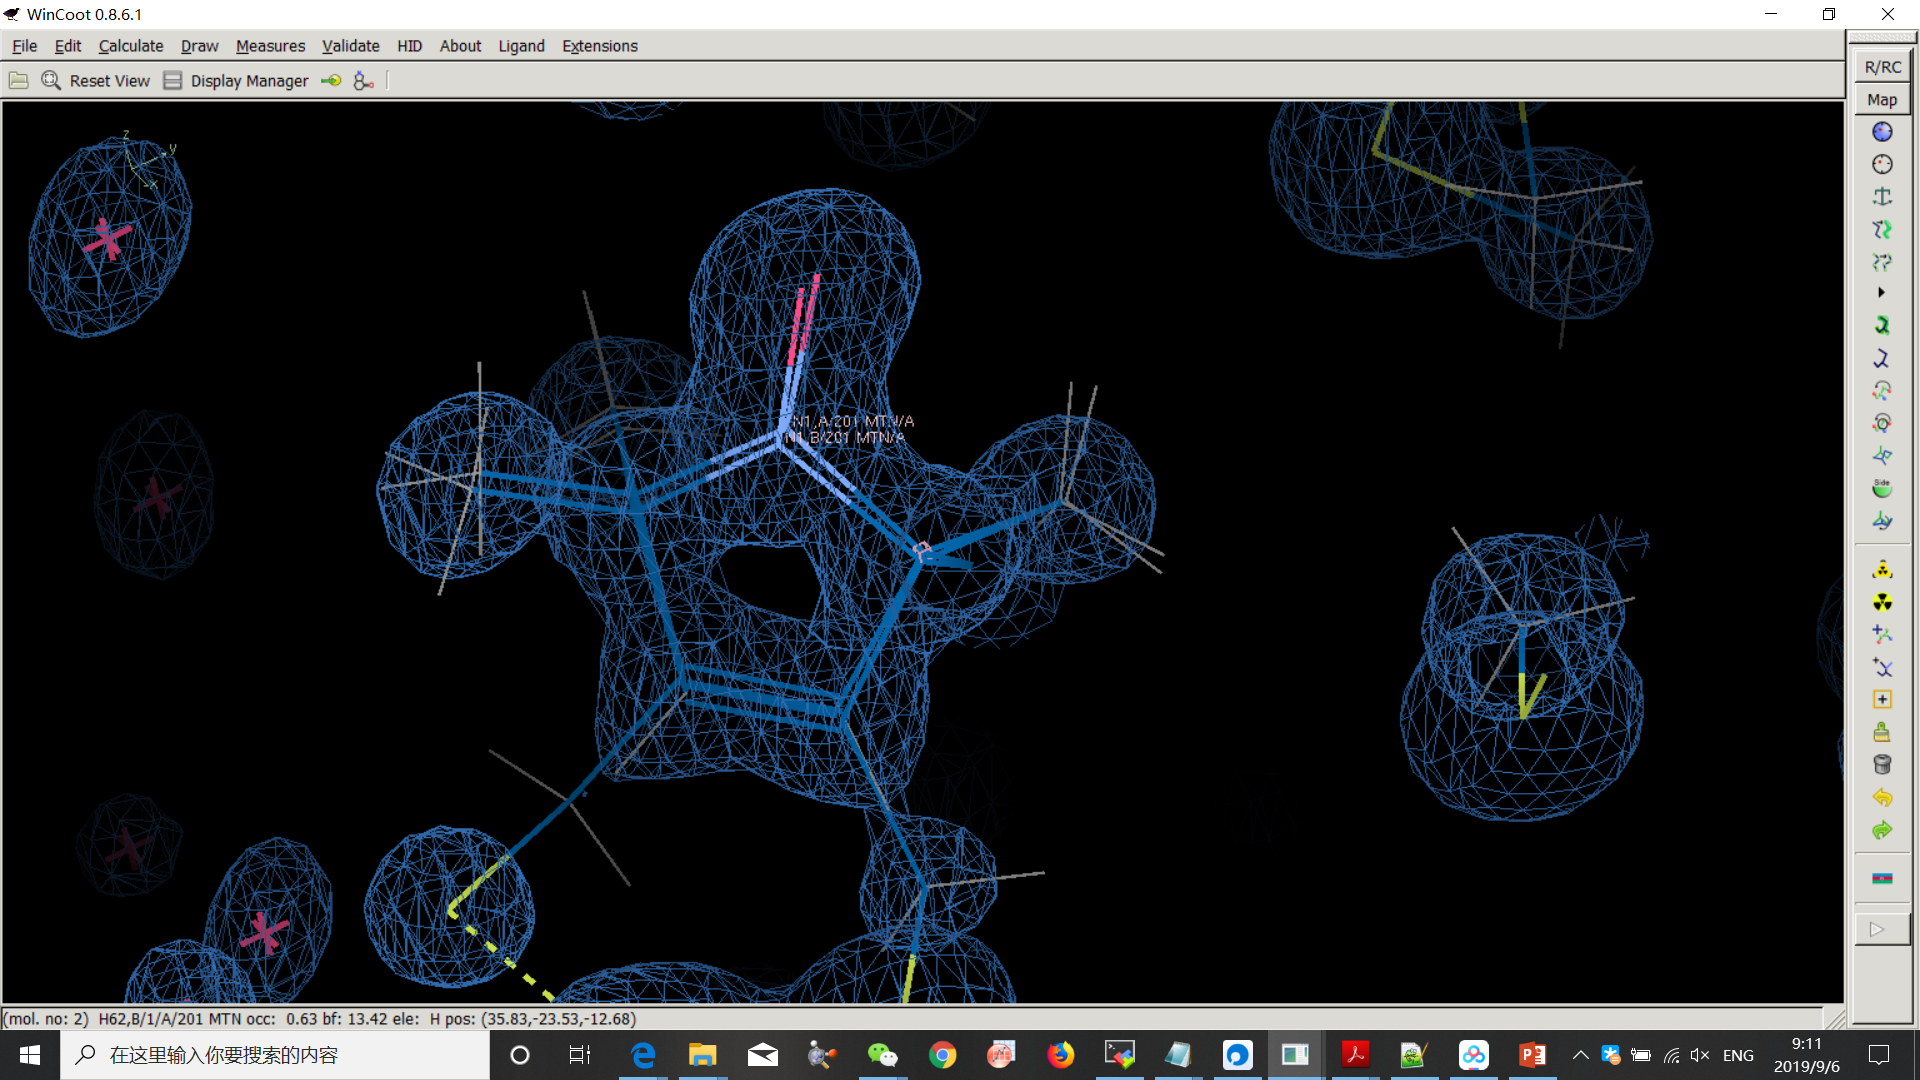 WinCoot 0.8.6.1
File Edit Calculate Draw Measures Validate HID About Ligand Extensions
Reset View Display Manager
R/RC
Map
z
y
x
N1,A/201 MTN/A
N1,B/201 MTN/A
Side
(mol. no: 2) H62,B/1/A/201 MTN occ: 0.63 bf: 13.42 ele: H pos: (35.83,-23.53,-12.68)
在这里输入你要搜索的内容
ENG
9:11
2019/9/6